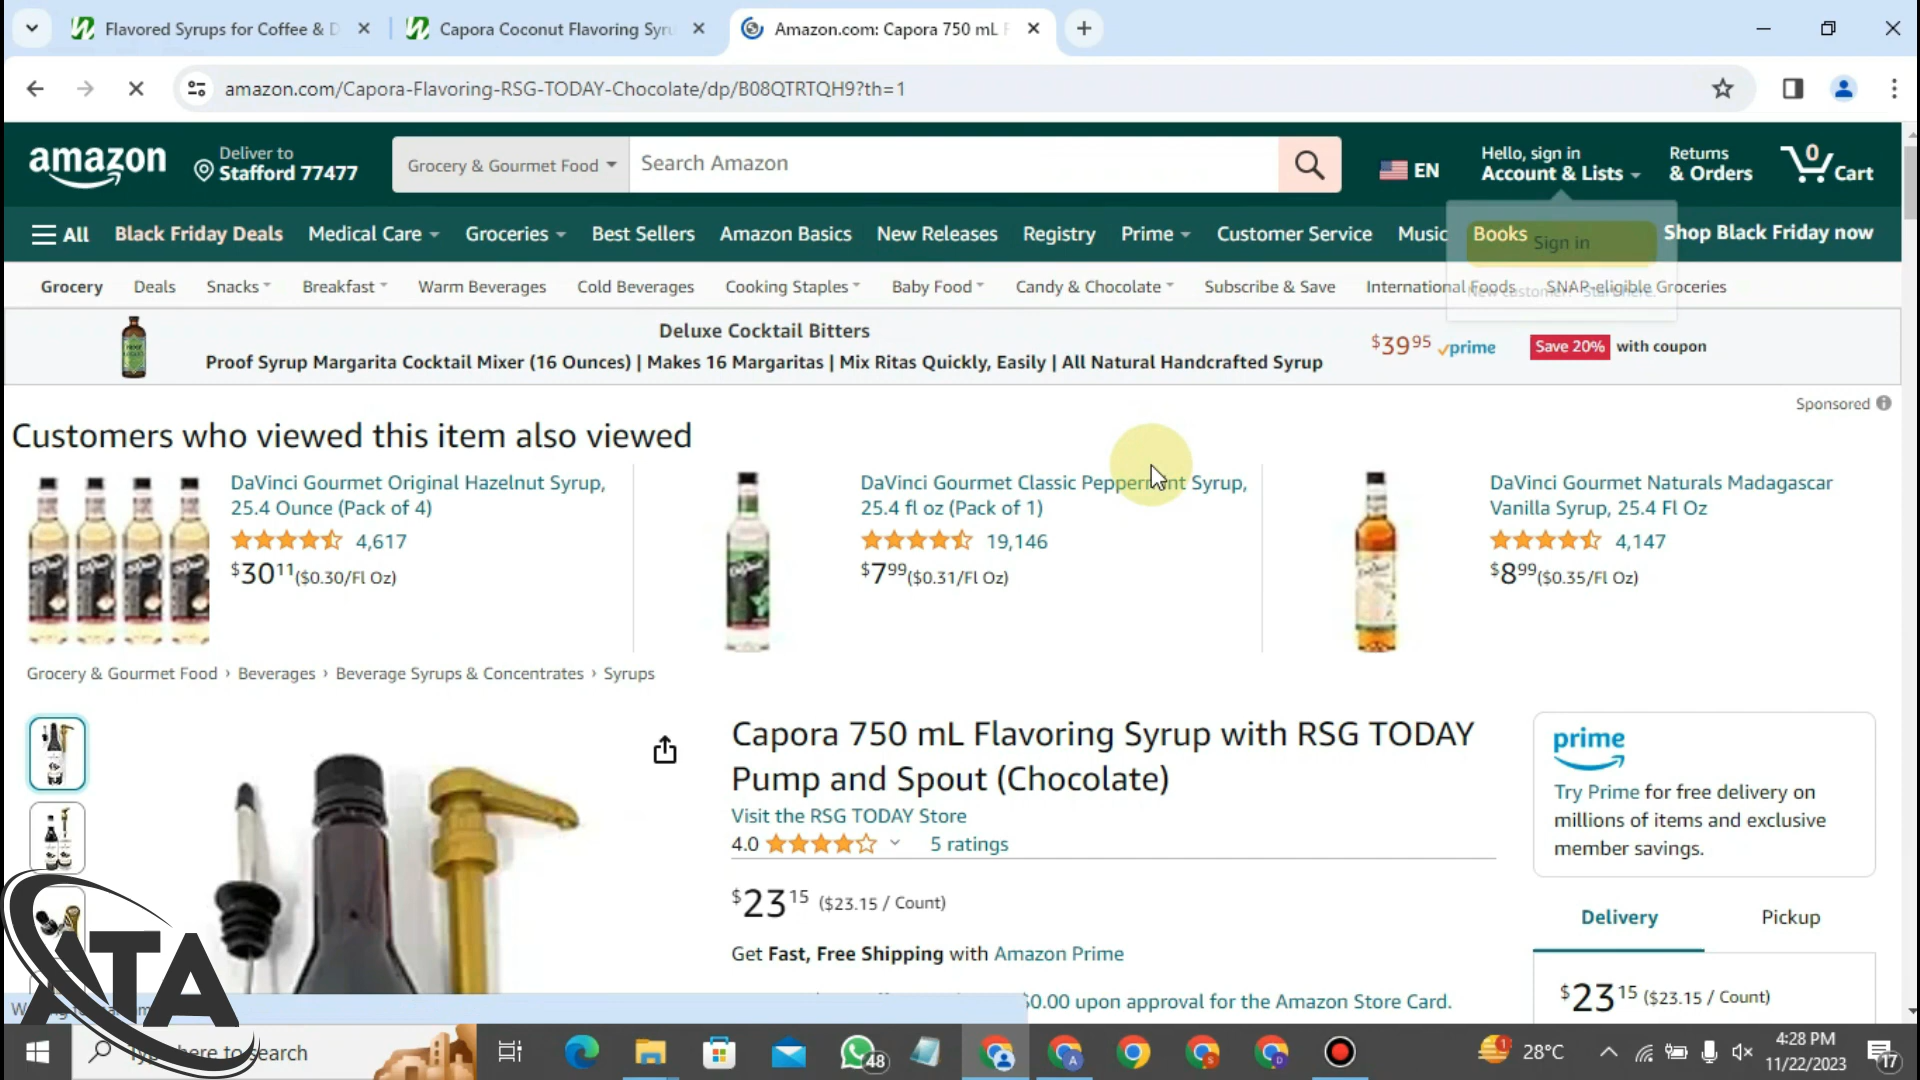 Flavored Syrups for Coffee & D
Capora Coconut Flavoring Syru
Amazon.com: Capora 750 mL F
amazon.com/Capora-Flavoring-RSG-TODAY-Chocolate/dp/B08QTRTQH9?th=1
amazon
Deliver to
Stafford 77477
Grocery & Gourmet Food
Search Amazon
EN
Hello, sign in
Account & Lists
Returns
& Orders
0
Cart
All
Black Friday Deals
Medical Care
Groceries
Best Sellers
Amazon Basics
New Releases
Registry
Prime
Customer Service
Music
Books
Sign in
Shop Black Friday now
New customer? Start here.
Grocery
Deals
Snacks
Breakfast
Warm Beverages
Cold Beverages
Cooking Staples
Baby Food
Candy & Chocolate
Subscribe & Save
International Foods
SNAP-eligible Groceries
Deluxe Cocktail Bitters
Proof Syrup Margarita Cocktail Mixer (16 Ounces) | Makes 16 Margaritas | Mix Ritas Quickly, Easily | All Natural Handcrafted Syrup
$39.95 prime
Save 20% with coupon
Sponsored
Customers who viewed this item also viewed
DaVinci Gourmet Original Hazelnut Syrup,
25.4 Ounce (Pack of 4)
4,617
$30.11 ($0.30/Fl Oz)
DaVinci Gourmet Classic Peppermint Syrup,
25.4 fl oz (Pack of 1)
19,146
$7.99 ($0.31/Fl Oz)
DaVinci Gourmet Naturals Madagascar
Vanilla Syrup, 25.4 Fl Oz
4,147
$8.99 ($0.35/Fl Oz)
Grocery & Gourmet Food › Beverages › Beverage Syrups & Concentrates › Syrups
Capora 750 mL Flavoring Syrup with RSG TODAY
Pump and Spout (Chocolate)
Visit the RSG TODAY Store
4.0
5 ratings
$23.15 ($23.15 / Count)
Get Fast, Free Shipping with Amazon Prime
0.00 upon approval for the Amazon Store Card.
prime
Try Prime for free delivery on
millions of items and exclusive
member savings.
Delivery
Pickup
$23.15 ($23.15 / Count)
ATA
here to search
48
28°C
4:28 PM
11/22/2023
17